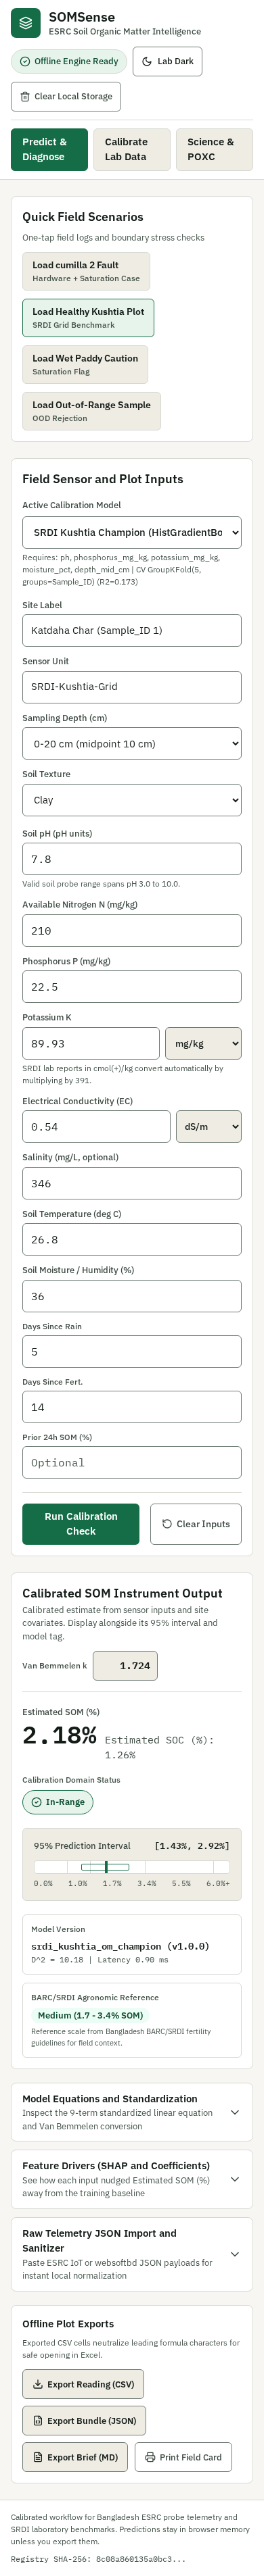 SOMSense
ESRC Soil Organic Matter Intelligence
Offline Engine Ready
Lab Dark
Clear Local Storage
Predict &
Diagnose
Calibrate
Lab Data
Science &
POXC
Quick Field Scenarios
One-tap field logs and boundary stress checks
Load cumilla 2 Fault
Hardware + Saturation Case
Load Healthy Kushtia Plot
SRDI Grid Benchmark
Load Wet Paddy Caution
Saturation Flag
Load Out-of-Range Sample
OOD Rejection
Field Sensor and Plot Inputs
Active Calibration Model
SRDI Kushtia Champion (HistGradientBo
Requires: ph, phosphorus_mg_kg, potassium_mg_kg,
moisture_pct, depth_mid_cm | CV GroupKFold(5,
groups=Sample_ID) (R2=0.173)
Site Label
Katdaha Char (Sample_ID 1)
Sensor Unit
SRDI-Kushtia-Grid
Sampling Depth (cm)
0-20 cm (midpoint 10 cm)
Soil Texture
Clay
Soil pH (pH units)
7.8
Valid soil probe range spans pH 3.0 to 10.0.
Available Nitrogen N (mg/kg)
210
Phosphorus P (mg/kg)
22.5
Potassium K
89.93
mg/kg
SRDI lab reports in cmol(+)/kg convert automatically by
multiplying by 391.
Electrical Conductivity (EC)
0.54
dS/m
Salinity (mg/L, optional)
346
Soil Temperature (deg C)
26.8
Soil Moisture / Humidity (%)
36
Days Since Rain
5
Days Since Fert.
14
Prior 24h SOM (%)
Optional
Run Calibration
Check
Clear Inputs
Calibrated SOM Instrument Output
Calibrated estimate from sensor inputs and site
covariates. Display alongside its 95% interval and
model tag.
Van Bemmelen k
1.724
Estimated SOM (%)
2.18% Estimated SOC (%):
1.26%
Calibration Domain Status
In-Range
95% Prediction Interval [1.43%, 2.92%]
0.0% 1.0% 1.7% 3.4% 5.5% 6.0%+
Model Version
srdi_kushtia_om_champion (v1.0.0)
D^2 = 10.18 | Latency 0.90 ms
BARC/SRDI Agronomic Reference
Medium (1.7 - 3.4% SOM)
Reference scale from Bangladesh BARC/SRDI fertility
guidelines for field context.
Model Equations and Standardization
Inspect the 9-term standardized linear equation
and Van Bemmelen conversion
Feature Drivers (SHAP and Coefficients)
See how each input nudged Estimated SOM (%)
away from the training baseline
Raw Telemetry JSON Import and
Sanitizer
Paste ESRC IoT or websoftbd JSON payloads for
instant local normalization
Offline Plot Exports
Exported CSV cells neutralize leading formula characters for
safe opening in Excel.
Export Reading (CSV)
Export Bundle (JSON)
Export Brief (MD)
Print Field Card
Calibrated workflow for Bangladesh ESRC probe telemetry and
SRDI laboratory benchmarks. Predictions stay in browser memory
unless you export them.
Registry SHA-256: 8c08a860135a0bc3...